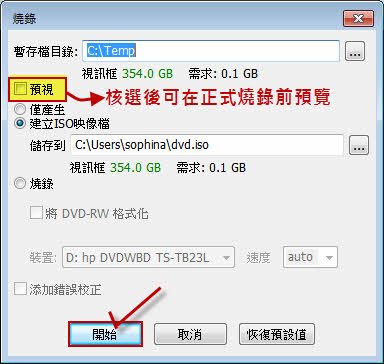 燒錄
暫存檔目錄: C:\Temp ...
視訊框 354.0 GB 需求: 0.1 GB
預視 核選後可在正式燒錄前預覽
僅產生
建立ISO映像檔
儲存到 C:\Users\sophina\dvd.iso ...
視訊框 354.0 GB 需求: 0.1 GB
燒錄
將 DVD-RW 格式化
裝置: D: hp DVDWBD TS-TB23L 速度 auto
添加錯誤校正
開始 取消 恢復預設值